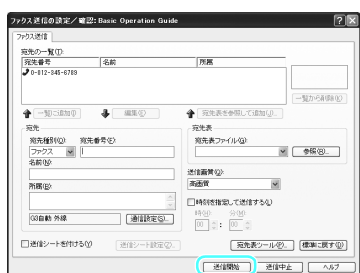 ファクス送信の設定/確認: Basic Operation Guide
ファクス送信
宛先の一覧(T):
宛先番号 名前 所属
0-012-345-6789
一覧から削除(E)
一覧に追加(I) 編集(C) 宛先表を参照して追加(J)...
宛先 宛先表
宛先種別(Q): 宛先番号(F): 宛先表ファイル(G):
ファクス 参照(R)...
名前(N):
送信画質(Q):
所属(B): 高画質
時刻を指定して送信する(L)
時(H) 分(M)
G3自動 外線 通信設定(S)... 00 : 00
送信シートを付ける(Y) 送信シート設定(Z)... 宛先表ツール(P)... 標準に戻す(D)
送信開始 送信中止 ヘルプ